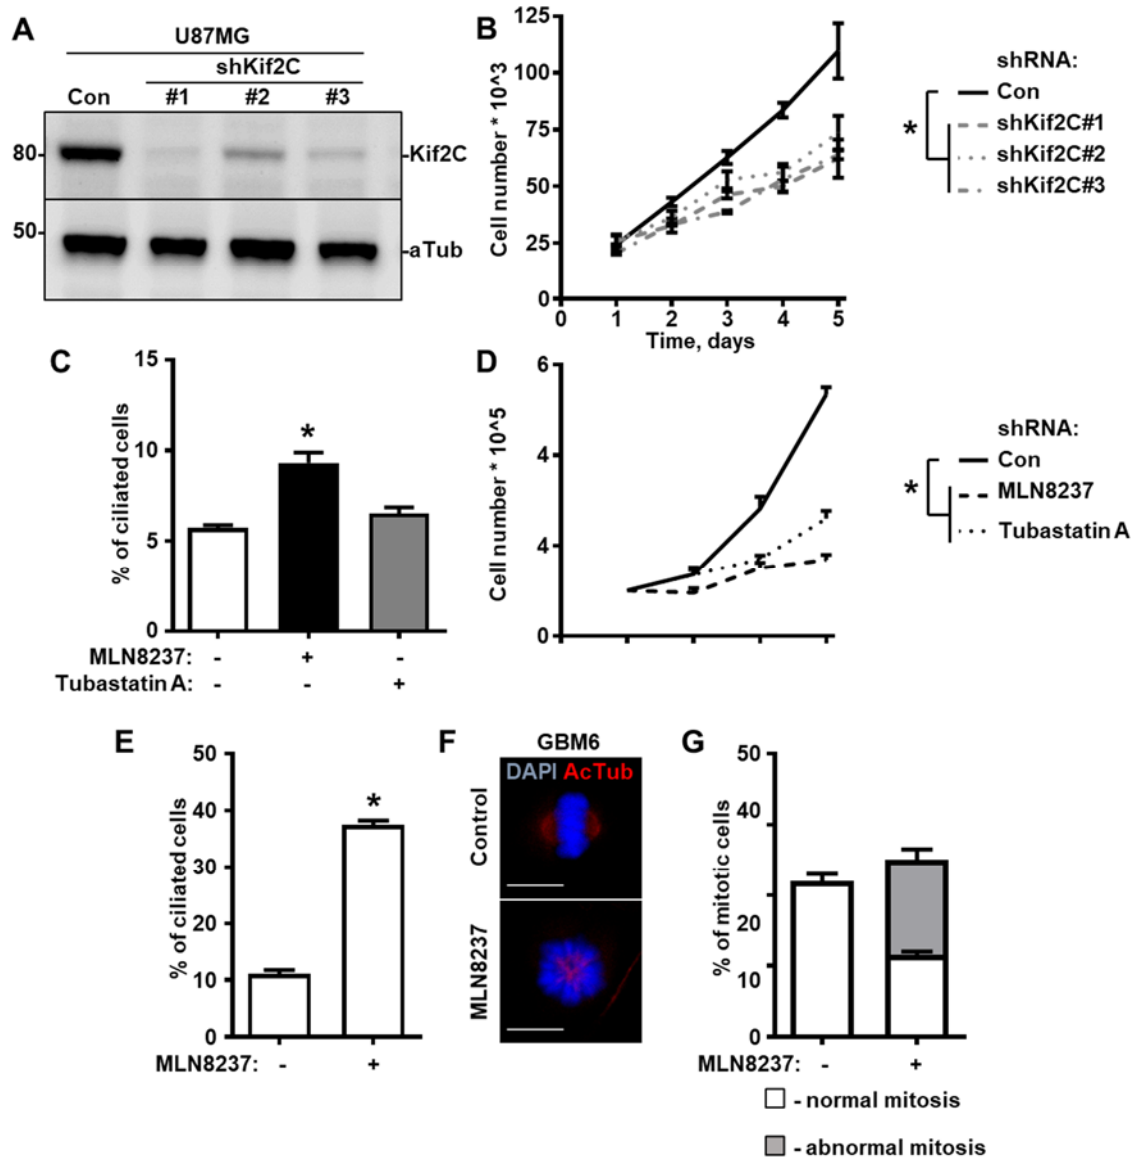 A
U87MG
shKif2C
Con #1 #2 #3
80
-Kif2C
50
-aTub
B
Cell number * 10^3
125
100
75
50
25
0
0 1 2 3 4 5
Time, days
shRNA:
Con
shKif2C#1
shKif2C#2
shKif2C#3
*
C
% of ciliated cells
15
10
5
0
*
MLN8237: - + -
Tubastatin A: - - +
D
Cell number * 10^5
6
4
4
0
shRNA:
Con
MLN8237
Tubastatin A
*
E
% of ciliated cells
50
40
30
20
10
0
*
MLN8237: - +
F
GBM6
DAPI AcTub
Control
MLN8237
G
% of mitotic cells
50
40
30
20
10
0
MLN8237: - +
- normal mitosis
- abnormal mitosis